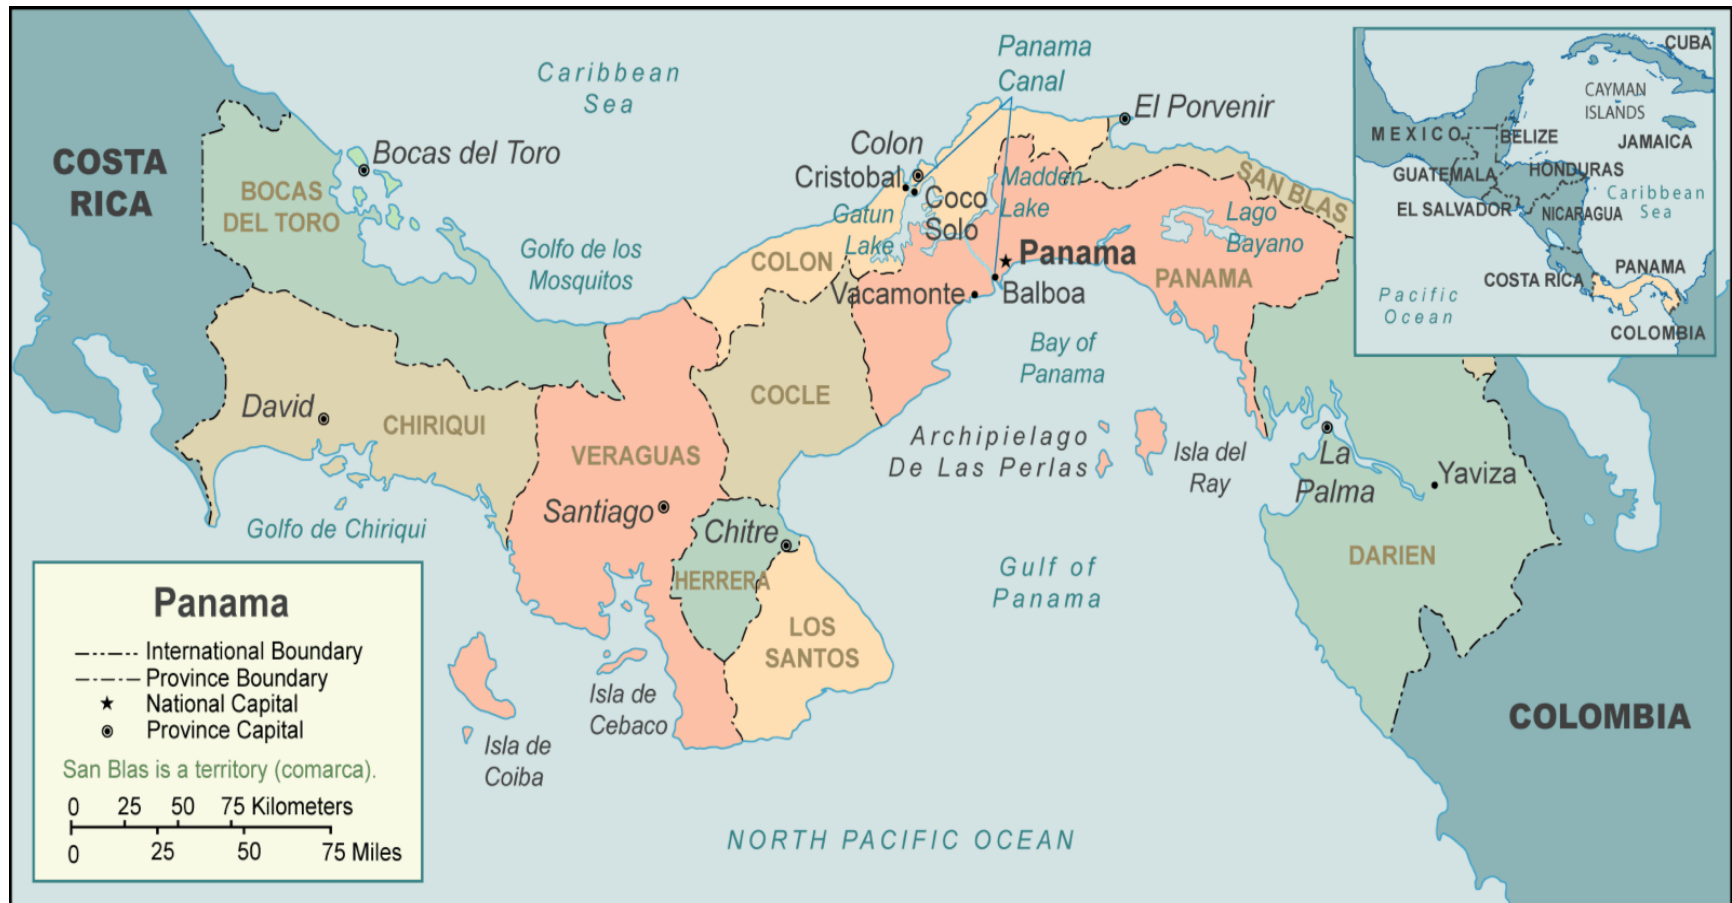 Caribbean
Sea
Panama
Canal
El Porvenir
COSTA
RICA
Bocas del Toro
BOCAS
DEL TORO
Colon
Cristobal
Coco
Solo
Madden
Lake
SAN BLAS
Gatun
Lake
Lago
Bayano
Golfo de los
Mosquitos
COLON
Panama
PANAMA
Vacamonte
Balboa
Bay of
Panama
David
CHIRIQUI
COCLE
VERAGUAS
Archipielago
De Las Perlas
Isla del
Ray
La
Palma
Yaviza
Santiago
Chitre
Golfo de Chiriqui
HERRERA
Gulf of
Panama
DARIEN
LOS
SANTOS
Isla de
Cebaco
Isla de
Coiba
COLOMBIA
NORTH PACIFIC OCEAN
CUBA
CAYMAN
ISLANDS
MEXICO
BELIZE
JAMAICA
GUATEMALA
HONDURAS
Caribbean
Sea
EL SALVADOR
NICARAGUA
COSTA RICA
PANAMA
Pacific
Ocean
COLOMBIA
Panama
International Boundary
Province Boundary
National Capital
Province Capital
San Blas is a territory (comarca).
0 25 50 75 Kilometers
0 25 50 75 Miles